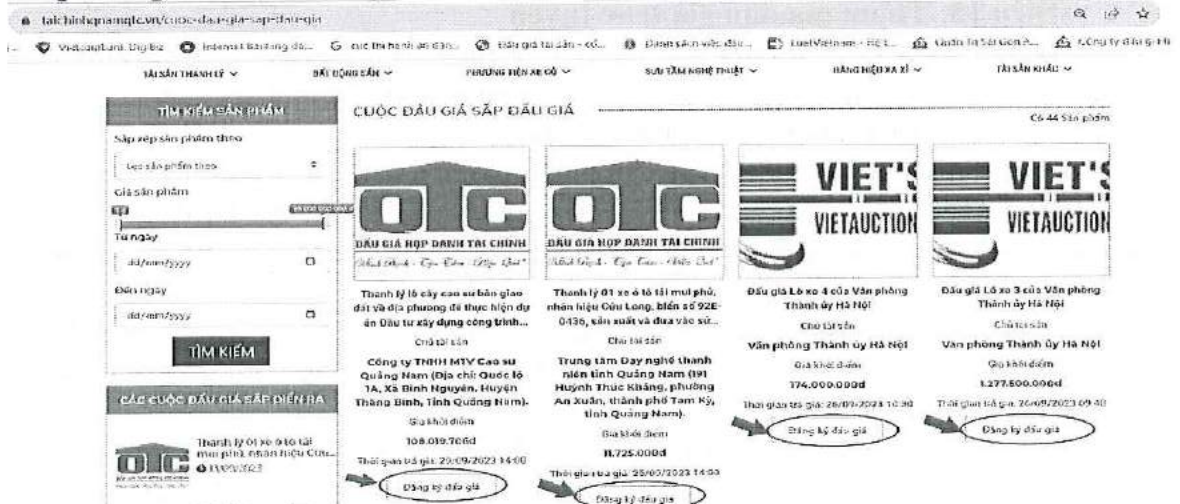 taichinhqnamqtc.vn/cuoc-dau-gia-sap-dau-gia
Vietcombank Digibiz
TÀI SẢN THANH LÝ
BẤT ĐỘNG SẢN
PHƯƠNG TIỆN XE CỘ
SƯU TẦM NGHỆ THUẬT
HÀNG HIỆU XA XỈ
TÀI SẢN KHÁC
TÌM KIẾM SẢN PHẨM
Sắp xếp sản phẩm theo
Lọc sản phẩm theo
Giá sản phẩm
Từ ngày
dd/mm/yyyy
Đến ngày
dd/mm/yyyy
TÌM KIẾM
CÁC CUỘC ĐẤU GIÁ SẮP DIỄN RA
Thanh lý 01 xe ô tô tải
mui phủ, nhãn hiệu Cửu...
CUỘC ĐẤU GIÁ SẮP ĐẤU GIÁ
Có 44 Sản phẩm
QTC
ĐẤU GIÁ HỢP DANH TÀI CHÍNH
Thanh lý lô cây cao su bàn giao
đất về địa phương để thực hiện dự
án Đầu tư xây dựng công trình...
Chủ tài sản
Công ty TNHH MTV Cao su
Quảng Nam (Địa chỉ: Quốc lộ
1A, Xã Bình Nguyên, Huyện
Thăng Bình, Tỉnh Quảng Nam).
Giá khởi điểm
108.019.706đ
Thời gian trả giá: 29/09/2023 14:00
Đăng ký đấu giá
QTC
ĐẤU GIÁ HỢP DANH TÀI CHÍNH
Thanh lý 01 xe ô tô tải mui phủ,
nhãn hiệu Cửu Long, biển số 92E-
0436, sản xuất và đưa vào sử...
Chủ tài sản
Trung tâm Dạy nghề thanh
niên tỉnh Quảng Nam (191
Huỳnh Thúc Kháng, phường
An Xuân, thành phố Tam Kỳ,
tỉnh Quảng Nam).
Giá khởi điểm
11.725.000đ
Đăng ký đấu giá
VIET'S
VIETAUCTION
Đấu giá Lô xe 4 của Văn phòng
Thành ủy Hà Nội
Chủ tài sản
Văn phòng Thành ủy Hà Nội
Giá khởi điểm
174.000.000đ
Thời gian trả giá: 26/09/2023 10:30
Đăng ký đấu giá
VIET'S
VIETAUCTION
Đấu giá Lô xe 3 của Văn phòng
Thành ủy Hà Nội
Chủ tài sản
Văn phòng Thành ủy Hà Nội
Giá khởi điểm
1.277.500.000đ
Thời gian trả giá: 26/09/2023 09:40
Đăng ký đấu giá